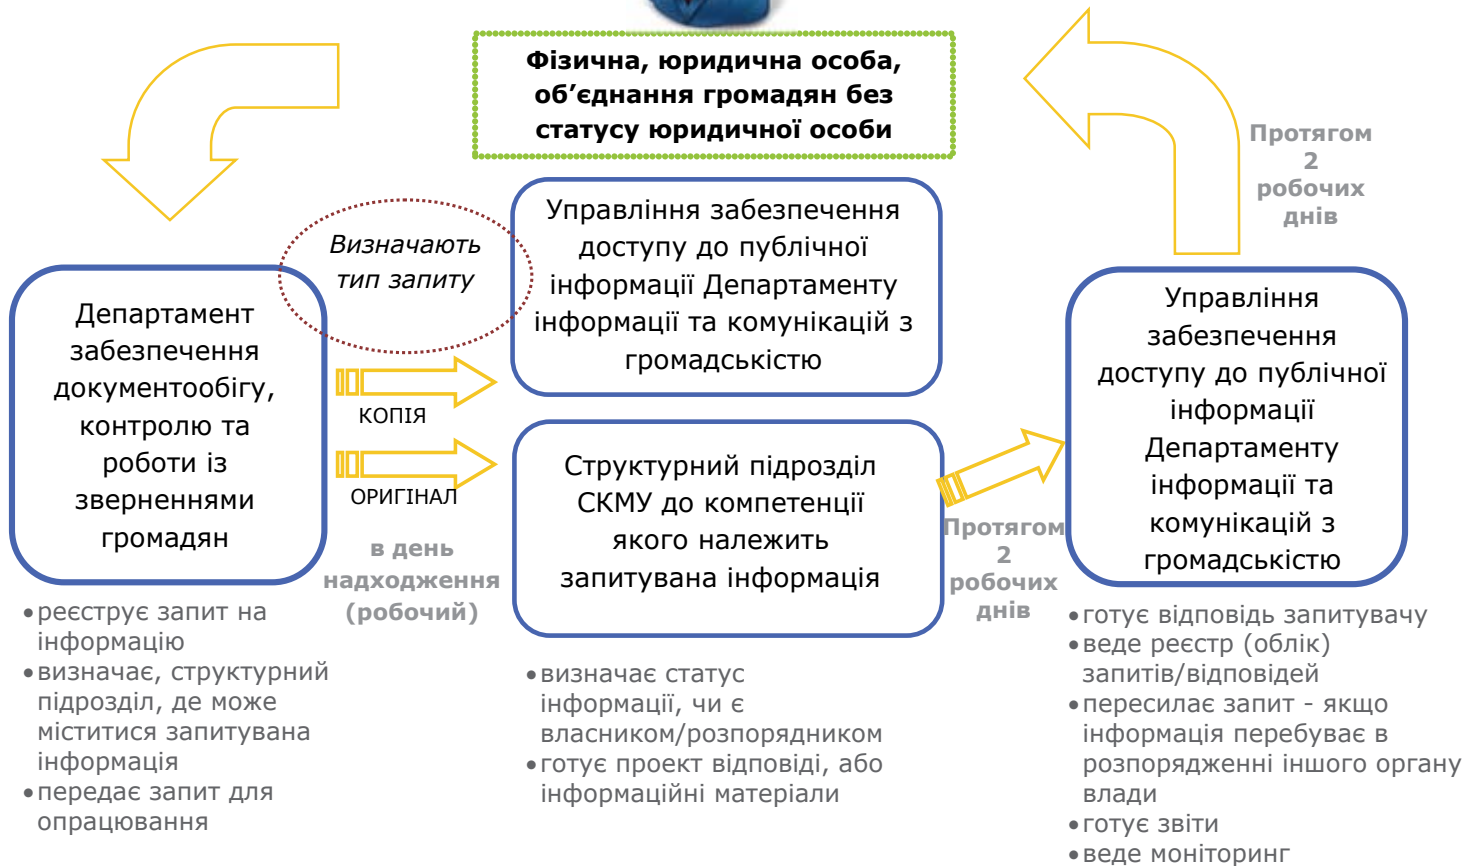 Фізична, юридична особа,
об’єднання громадян без
статусу юридичної особи
Протягом
2
робочих
днів
Визначають
тип запиту
Управління забезпечення
доступу до публічної
інформації Департаменту
інформації та комунікацій з
громадськістю
Департамент
забезпечення
документообігу,
контролю та
роботи із
зверненнями
громадян
КОПІЯ
ОРИГІНАЛ
в день
надходження
(робочий)
Структурний підрозділ
СКМУ до компетенції
якого належить
запитувана інформація
Протягом
2
робочих
днів
Управління
забезпечення
доступу до публічної
інформації
Департаменту
інформації та
комунікацій з
громадськістю
•реєструє запит на
інформацію
•визначає, структурний
підрозділ, де може
міститися запитувана
інформація
•передає запит для
опрацювання
•визначає статус
інформації, чи є
власником/розпорядником
•готує проект відповіді, або
інформаційні матеріали
•готує відповідь запитувачу
•веде реєстр (облік)
запитів/відповідей
•пересилає запит - якщо
інформація перебуває в
розпорядженні іншого органу
влади
•готує звіти
•веде моніторинг